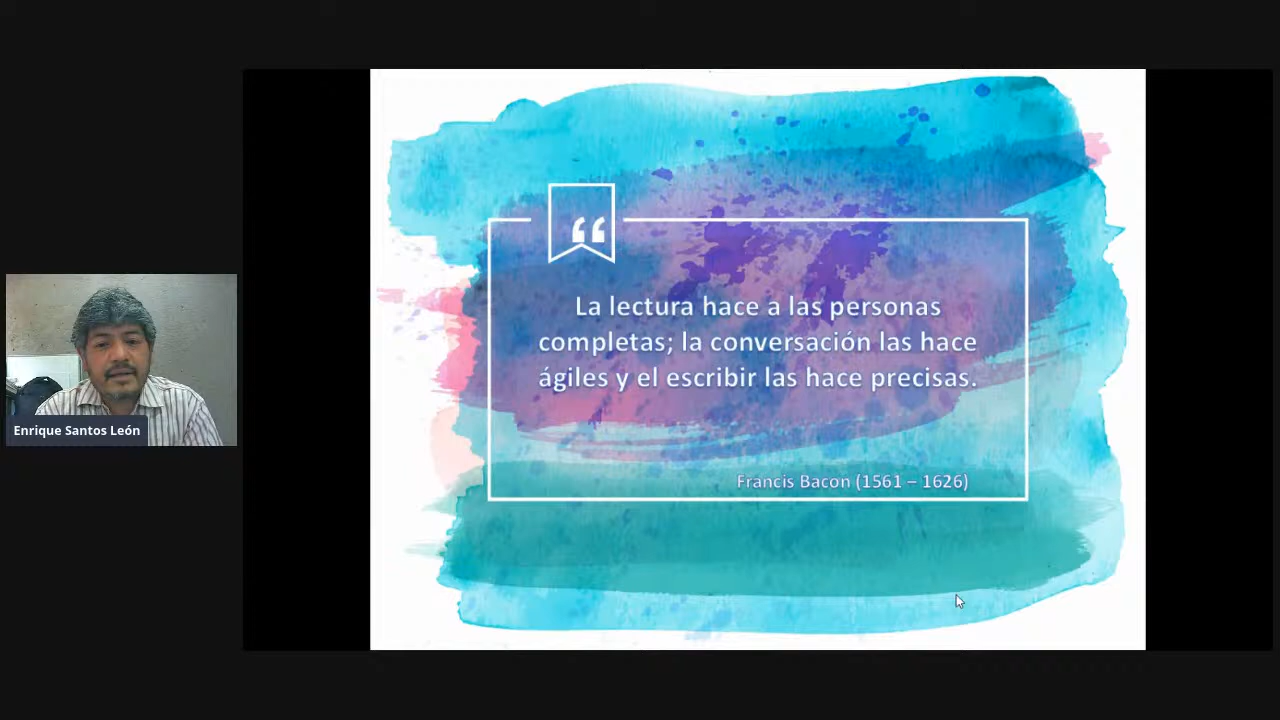 Enrique Santos León
“
La lectura hace a las personas
completas; la conversación las hace
ágiles y el escribir las hace precisas.
Francis Bacon (1561 – 1626)